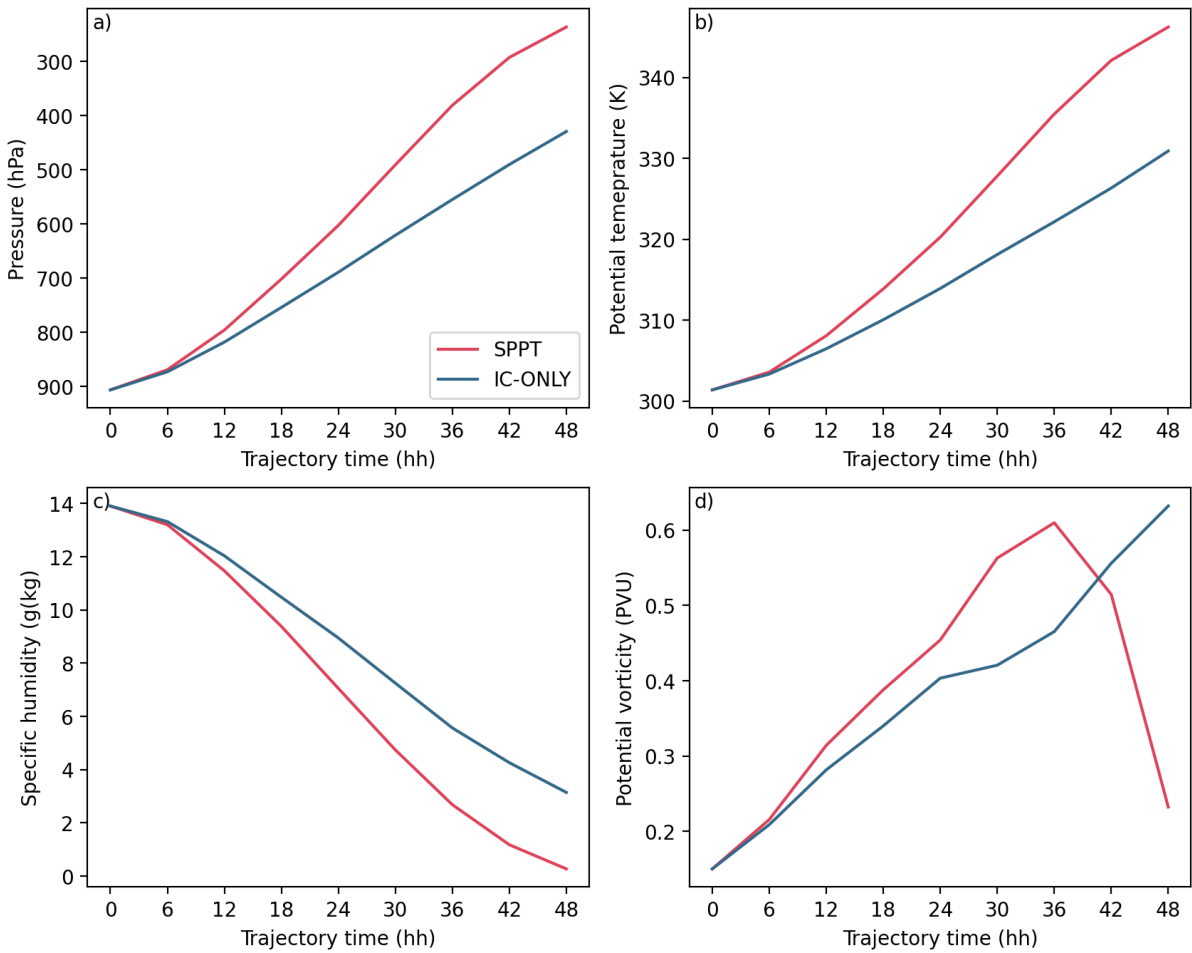 a)
300
400
500
600
700
800
900
Pressure (hPa)
SPPT
IC-ONLY
0 6 12 18 24 30 36 42 48
Trajectory time (hh)
b)
340
330
320
310
300
Potential temeprature (K)
0 6 12 18 24 30 36 42 48
Trajectory time (hh)
c)
14
12
10
8
6
4
2
0
Specific humidity (g(kg)
0 6 12 18 24 30 36 42 48
Trajectory time (hh)
d)
0.6
0.5
0.4
0.3
0.2
Potential vorticity (PVU)
0 6 12 18 24 30 36 42 48
Trajectory time (hh)